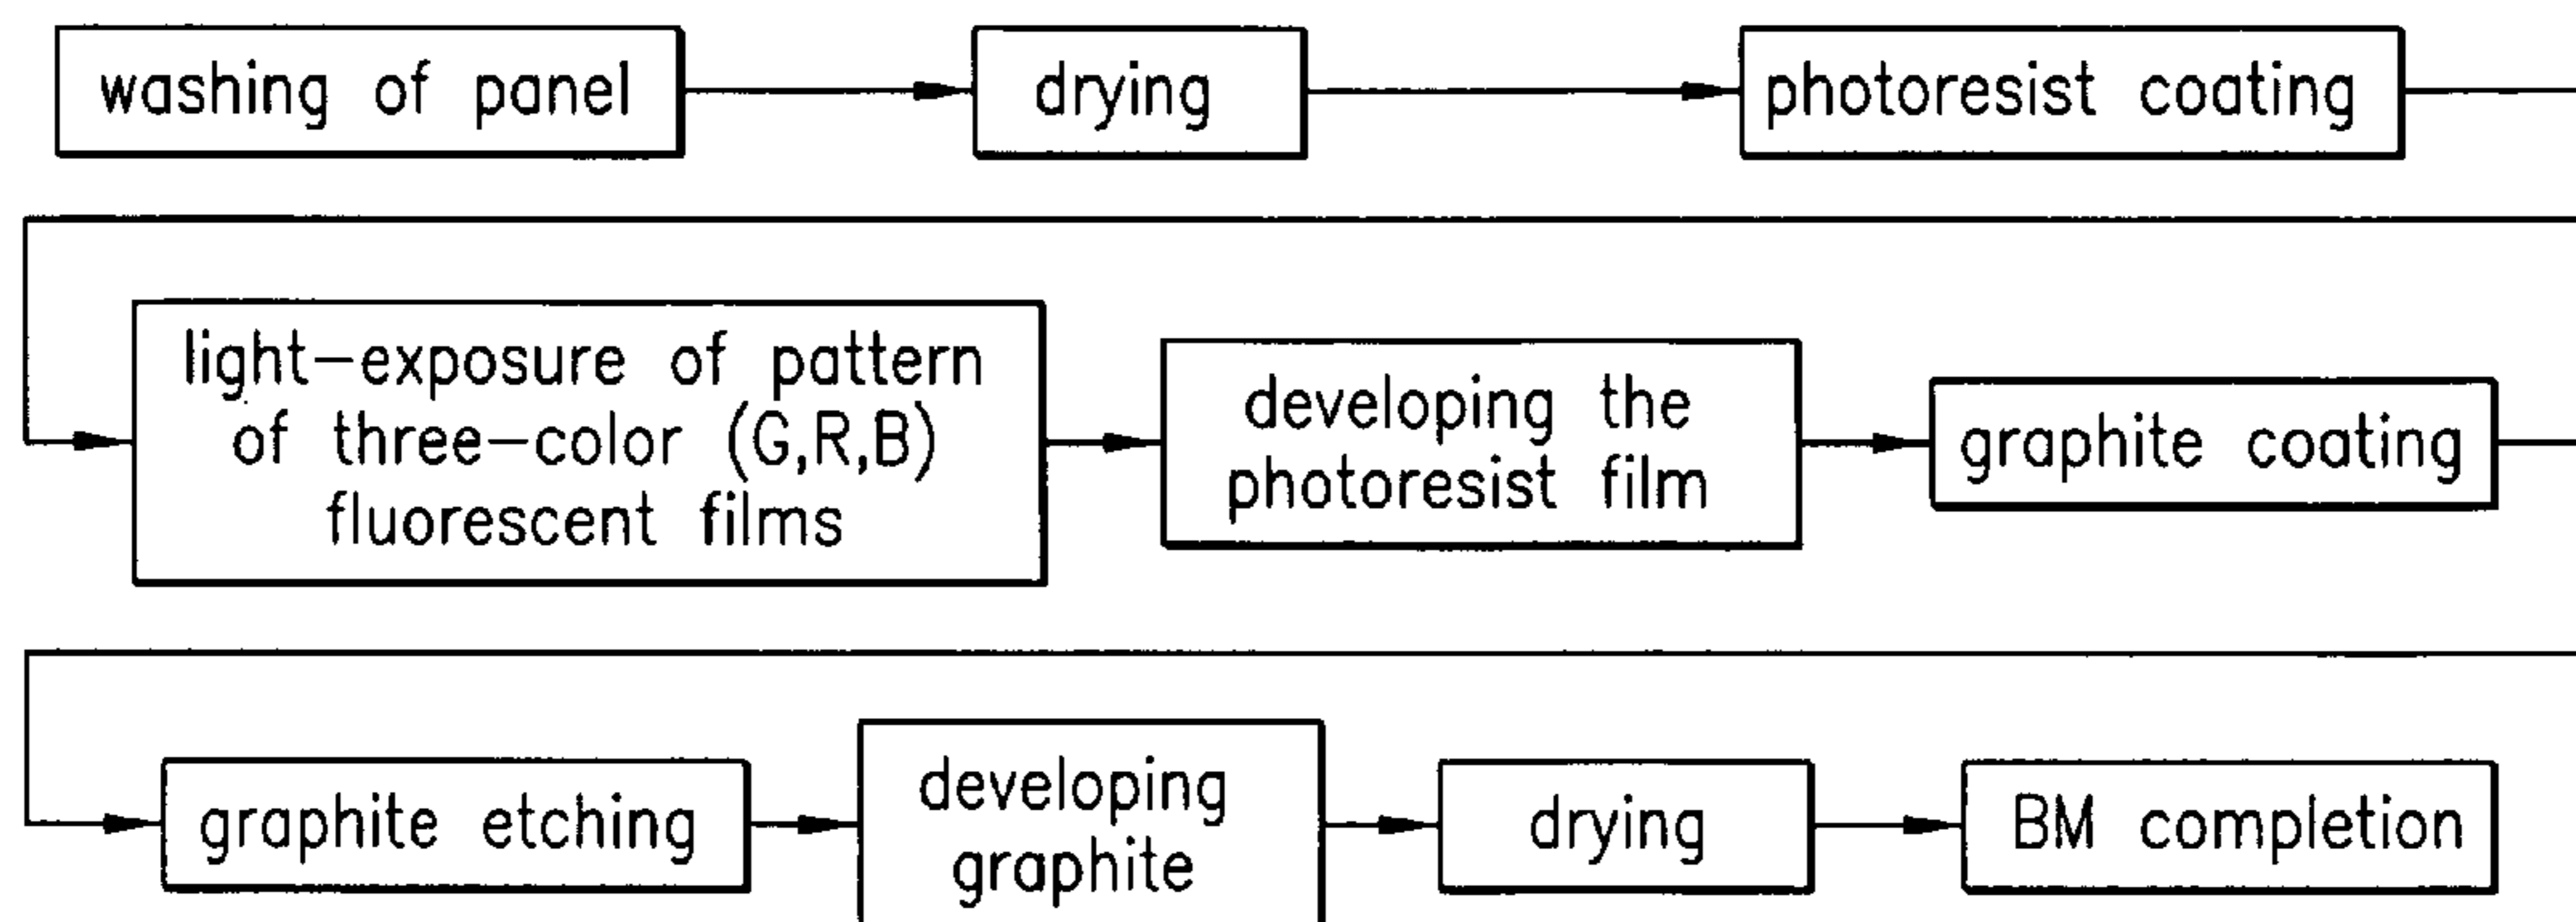 washing of panel
drying
photoresist coating
light-exposure of pattern
of three-color (G,R,B)
fluorescent films
developing the
photoresist film
graphite coating
graphite etching
developing
graphite
drying
BM completion